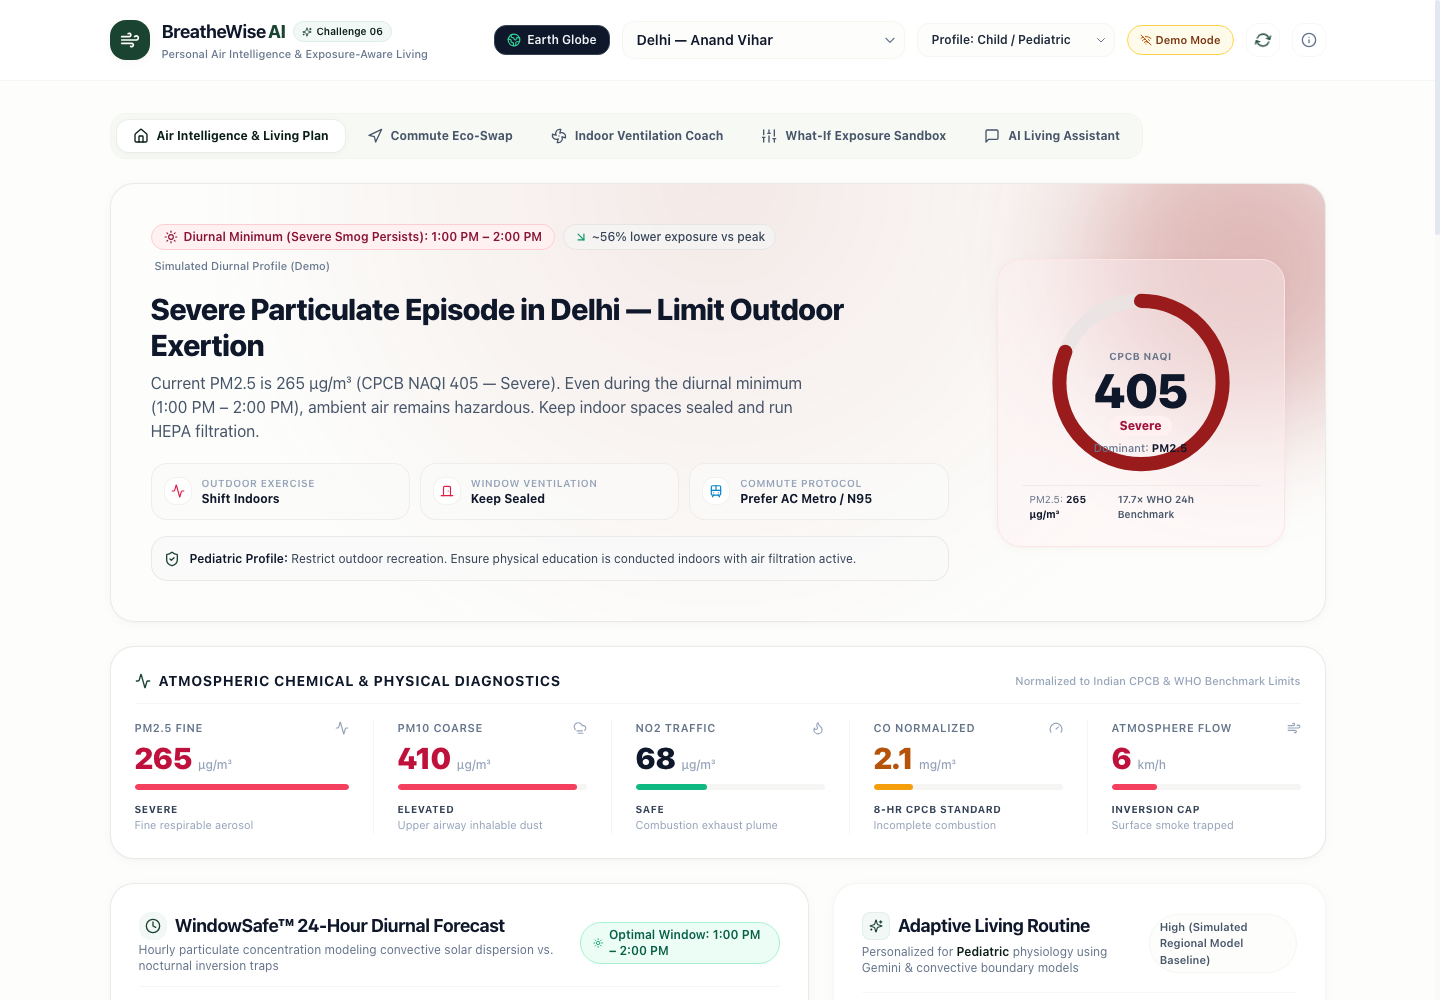 BreatheWise AI
Challenge 06
Personal Air Intelligence & Exposure-Aware Living
Earth Globe
Delhi — Anand Vihar
Profile: Child / Pediatric
Demo Mode
Air Intelligence & Living Plan
Commute Eco-Swap
Indoor Ventilation Coach
What-If Exposure Sandbox
AI Living Assistant
Diurnal Minimum (Severe Smog Persists): 1:00 PM – 2:00 PM
~56% lower exposure vs peak
Simulated Diurnal Profile (Demo)
Severe Particulate Episode in Delhi — Limit Outdoor
Exertion
Current PM2.5 is 265 µg/m³ (CPCB NAQI 405 — Severe). Even during the diurnal minimum
(1:00 PM – 2:00 PM), ambient air remains hazardous. Keep indoor spaces sealed and run
HEPA filtration.
OUTDOOR EXERCISE
Shift Indoors
WINDOW VENTILATION
Keep Sealed
COMMUTE PROTOCOL
Prefer AC Metro / N95
Pediatric Profile: Restrict outdoor recreation. Ensure physical education is conducted indoors with air filtration active.
CPCB NAQI
405
Severe
Dominant: PM2.5
PM2.5: 265
µg/m³
17.7× WHO 24h
Benchmark
ATMOSPHERIC CHEMICAL & PHYSICAL DIAGNOSTICS
Normalized to Indian CPCB & WHO Benchmark Limits
PM2.5 FINE
265 µg/m³
SEVERE
Fine respirable aerosol
PM10 COARSE
410 µg/m³
ELEVATED
Upper airway inhalable dust
NO2 TRAFFIC
68 µg/m³
SAFE
Combustion exhaust plume
CO NORMALIZED
2.1 mg/m³
8-HR CPCB STANDARD
Incomplete combustion
ATMOSPHERE FLOW
6 km/h
INVERSION CAP
Surface smoke trapped
WindowSafe™ 24-Hour Diurnal Forecast
Hourly particulate concentration modeling convective solar dispersion vs.
nocturnal inversion traps
Optimal Window: 1:00 PM
– 2:00 PM
Adaptive Living Routine
Personalized for Pediatric physiology using
Gemini & convective boundary models
High (Simulated
Regional Model
Baseline)